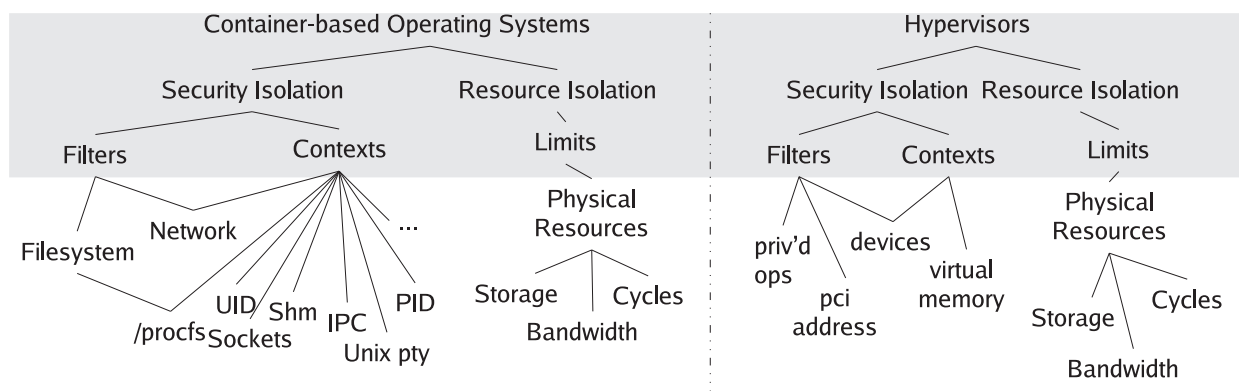 Container-based Operating Systems
Hypervisors
Security Isolation
Resource Isolation
Security Isolation
Resource Isolation
Filters
Contexts
Limits
Filters
Contexts
Limits
Physical
Resources
Physical
Resources
Network
...
Filesystem
priv'd
ops
devices
virtual
memory
UID
Shm
PID
Storage
Cycles
pci
address
/procfs
Sockets
IPC
Unix pty
Bandwidth
Storage
Cycles
Bandwidth